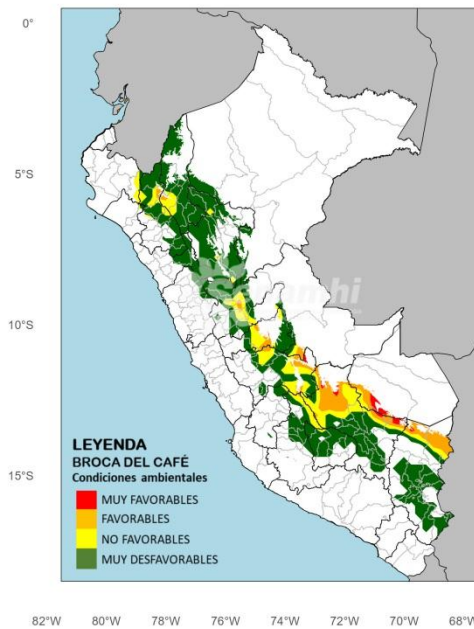 0°
5°S
10°S
15°S
Senamhi
LEYENDA
BROCA DEL CAFÉ
Condiciones ambientales
MUY FAVORABLES
FAVORABLES
NO FAVORABLES
MUY DESFAVORABLES
82°W 80°W 78°W 76°W 74°W 72°W 70°W 68°W